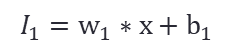 I₁ = w₁ * x + b₁